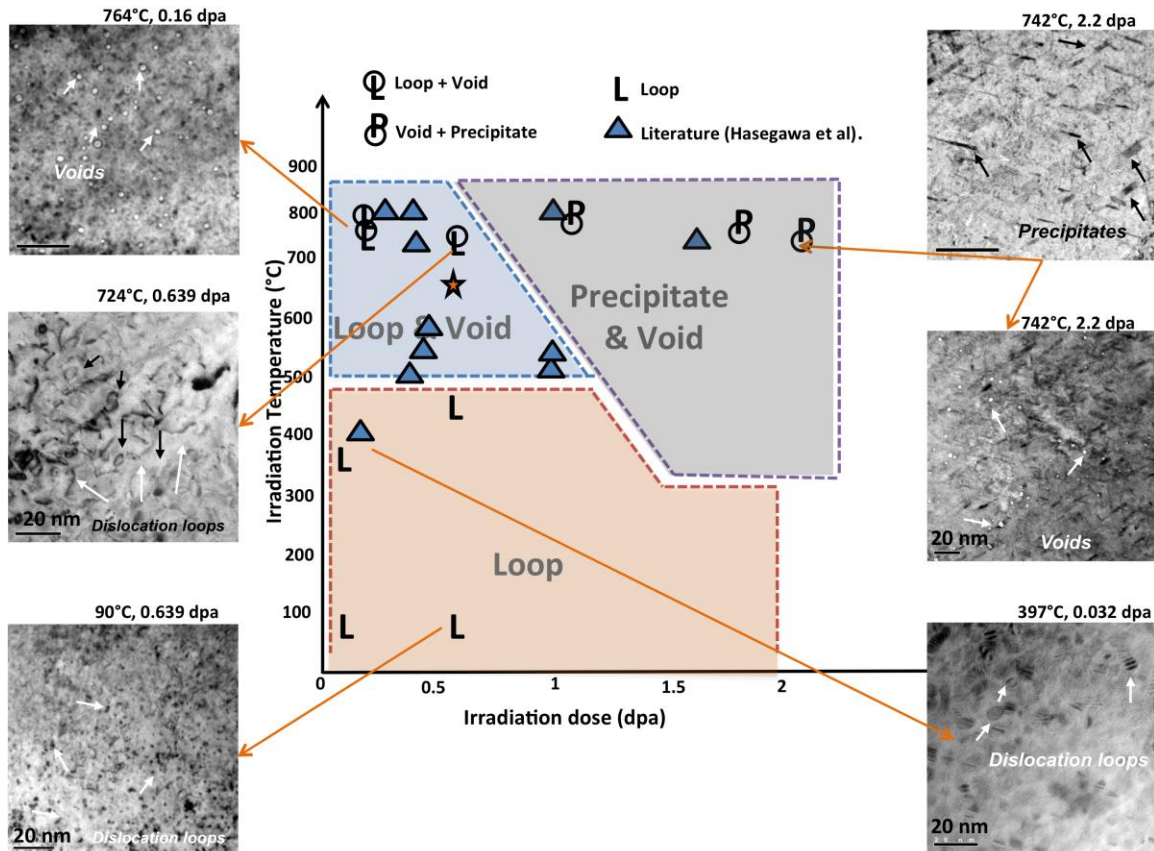 764°C, 0.16 dpa
Voids
724°C, 0.639 dpa
20 nm
Dislocation loops
90°C, 0.639 dpa
20 nm
Dislocation loops
L Loop + Void
P Void + Precipitate
L Loop
Literature (Hasegawa et al).
Irradiation Temperature (°C)
900
800
700
600
500
400
300
200
100
0
0.5
1
1.5
2
Irradiation dose (dpa)
L
L
L
P
P
P
Loop & Void
Precipitate
& Void
L
L
Loop
L
L
742°C, 2.2 dpa
Precipitates
742°C, 2.2 dpa
20 nm
Voids
397°C, 0.032 dpa
Dislocation loops
20 nm
20 nm